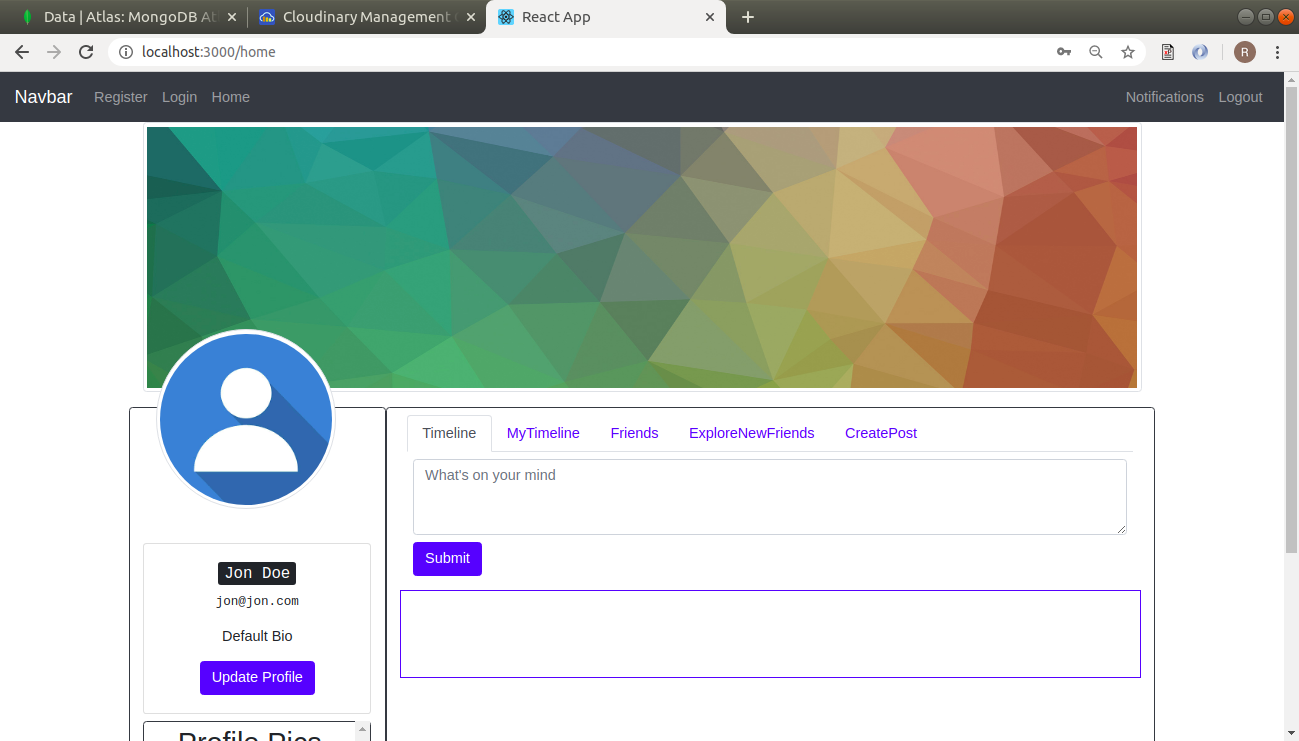 Data | Atlas: MongoDB At
Cloudinary Management
React App
localhost:3000/home
R
Navbar Register Login Home Notifications Logout
Timeline MyTimeline Friends ExploreNewFriends CreatePost
What's on your mind
Submit
Jon Doe
jon@jon.com
Default Bio
Update Profile
Profile Pics